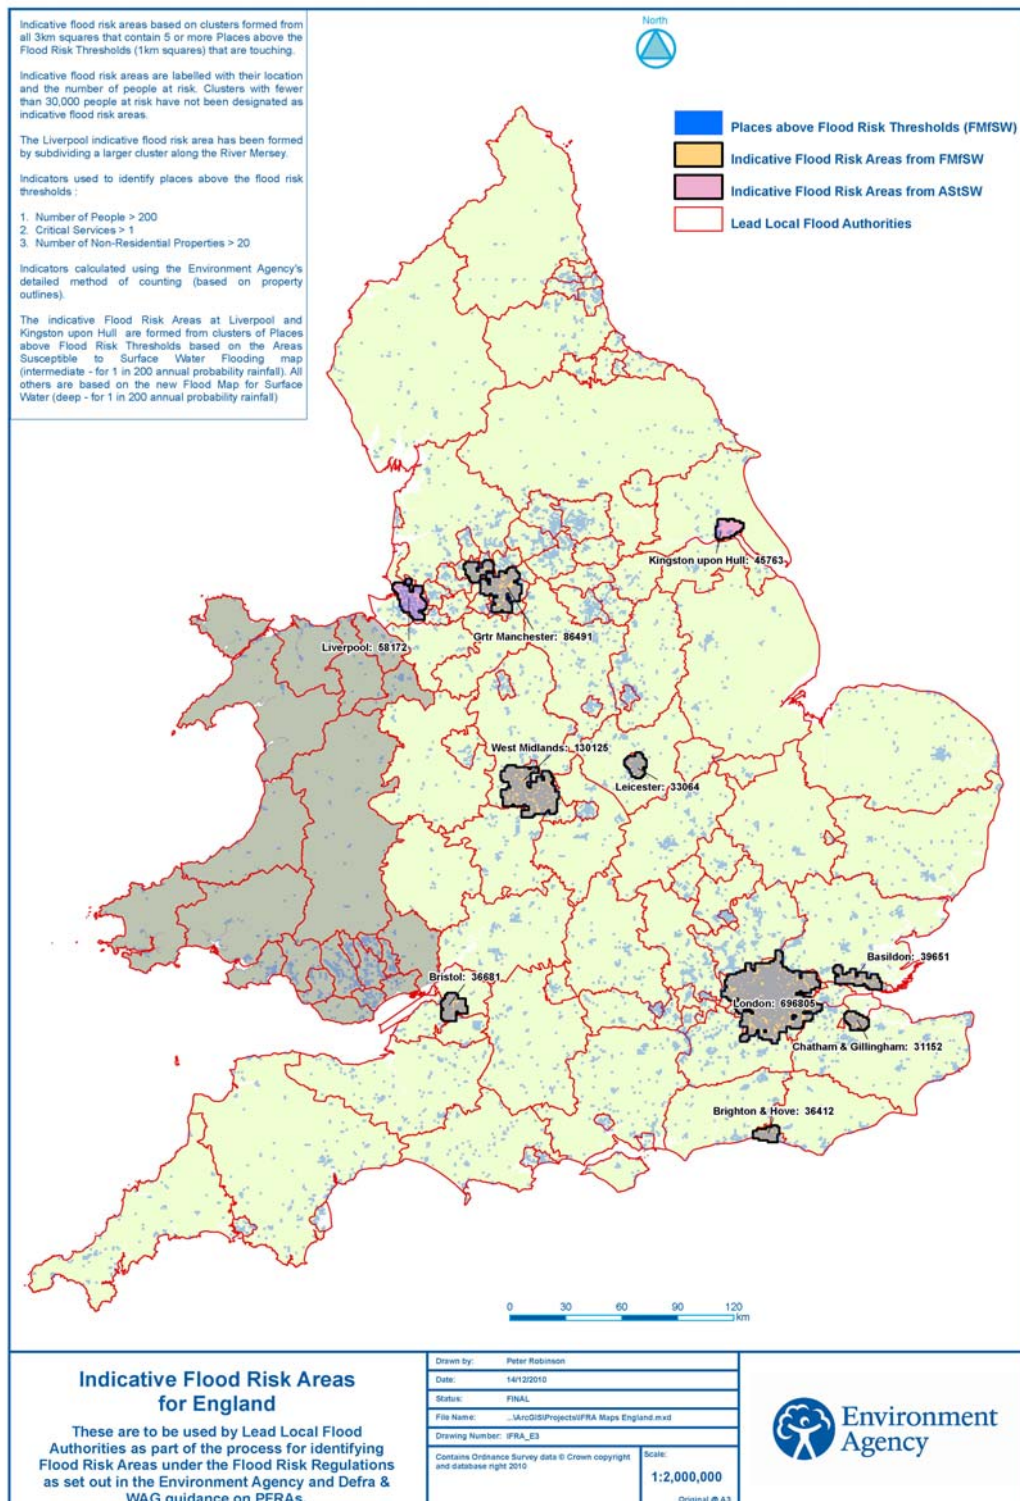 Indicative flood risk areas based on clusters formed from
all 3km squares that contain 5 or more Places above the
Flood Risk Thresholds (1km squares) that are touching.
Indicative flood risk areas are labelled with their location
and the number of people at risk. Clusters with fewer
than 30,000 people at risk have not been designated as
indicative flood risk areas.
The Liverpool indicative flood risk area has been formed
by subdividing a larger cluster along the River Mersey.
Indicators used to identify places above the flood risk
thresholds :
1. Number of People > 200
2. Critical Services > 1
3. Number of Non-Residential Properties > 20
Indicators calculated using the Environment Agency's
detailed method of counting (based on property
outlines).
The indicative Flood Risk Areas at Liverpool and
Kingston upon Hull are formed from clusters of Places
above Flood Risk Thresholds based on the Areas
Susceptible to Surface Water Flooding map
(intermediate - for 1 in 200 annual probability rainfall). All
others are based on the new Flood Map for Surface
Water (deep - for 1 in 200 annual probability rainfall)
North
Places above Flood Risk Thresholds (FMfSW)
Indicative Flood Risk Areas from FMfSW
Indicative Flood Risk Areas from AStSW
Lead Local Flood Authorities
Kingston upon Hull: 45763
Grtr Manchester: 86491
Liverpool: 58172
West Midlands: 130125
Leicester: 33064
Basildon: 39651
Bristol: 36681
London: 696805
Chatham & Gillingham: 31152
Brighton & Hove: 36412
0 30 60 90 120
km
Indicative Flood Risk Areas
for England
These are to be used by Lead Local Flood
Authorities as part of the process for identifying
Flood Risk Areas under the Flood Risk Regulations
as set out in the Environment Agency and Defra &
WAG guidance on PFRAs
Drawn by: Peter Robinson
Date: 14/12/2010
Status: FINAL
File Name: ...\ArcGIS\Projects\IFRA Maps England.mxd
Drawing Number: IFRA_E3
Contains Ordnance Survey data © Crown copyright
and database right 2010
Scale:
1:2,000,000
Original @ A3
Environment
Agency